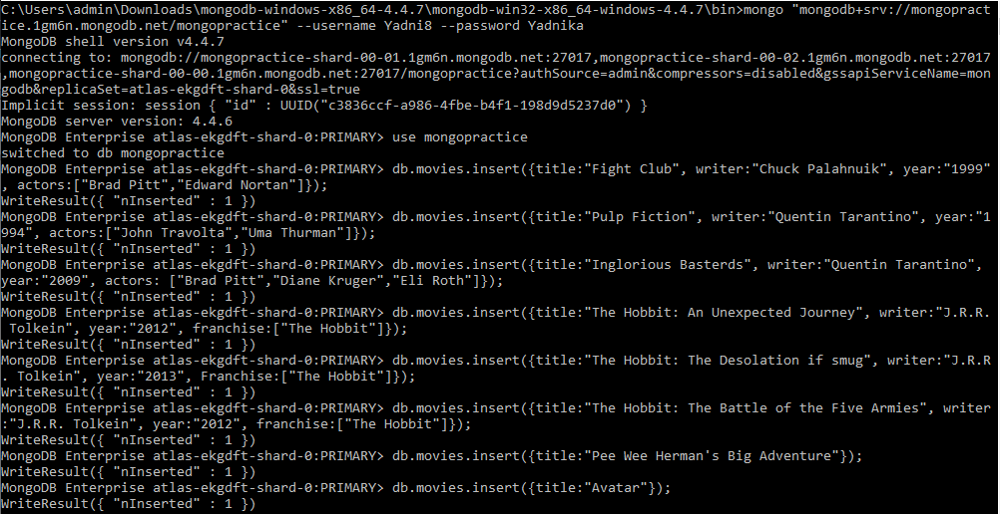 C:\Users\admin\Downloads\mongodb-windows-x86_64-4.4.7\mongodb-win32-x86_64-windows-4.4.7\bin>mongo "mongodb+srv://mongopract
ice.1gm6n.mongodb.net/mongopractice" --username Yadni8 --password Yadnika
MongoDB shell version v4.4.7
connecting to: mongodb://mongopractice-shard-00-01.1gm6n.mongodb.net:27017,mongopractice-shard-00-02.1gm6n.mongodb.net:27017
,mongopractice-shard-00-00.1gm6n.mongodb.net:27017/mongopractice?authSource=admin&compressors=disabled&gssapiServiceName=mon
godb&replicaSet=atlas-ekgdft-shard-0&ssl=true
Implicit session: session { "id" : UUID("c3836ccf-a986-4fbe-b4f1-198d9d5237d0") }
MongoDB server version: 4.4.6
MongoDB Enterprise atlas-ekgdft-shard-0:PRIMARY> use mongopractice
switched to db mongopractice
MongoDB Enterprise atlas-ekgdft-shard-0:PRIMARY> db.movies.insert({title:"Fight Club", writer:"Chuck Palahnuik", year:"1999"
, actors:["Brad Pitt","Edward Nortan"]});
WriteResult({ "nInserted" : 1 })
MongoDB Enterprise atlas-ekgdft-shard-0:PRIMARY> db.movies.insert({title:"Pulp Fiction", writer:"Quentin Tarantino", year:"1
994", actors:["John Travolta","Uma Thurman"]});
WriteResult({ "nInserted" : 1 })
MongoDB Enterprise atlas-ekgdft-shard-0:PRIMARY> db.movies.insert({title:"Inglorious Basterds", writer:"Quentin Tarantino",
year:"2009", actors: ["Brad Pitt","Diane Kruger","Eli Roth"]});
WriteResult({ "nInserted" : 1 })
MongoDB Enterprise atlas-ekgdft-shard-0:PRIMARY> db.movies.insert({title:"The Hobbit: An Unexpected Journey", writer:"J.R.R.
 Tolkein", year:"2012", franchise:["The Hobbit"]});
WriteResult({ "nInserted" : 1 })
MongoDB Enterprise atlas-ekgdft-shard-0:PRIMARY> db.movies.insert({title:"The Hobbit: The Desolation if smug", writer:"J.R.R
. Tolkein", year:"2013", Franchise:["The Hobbit"]});
WriteResult({ "nInserted" : 1 })
MongoDB Enterprise atlas-ekgdft-shard-0:PRIMARY> db.movies.insert({title:"The Hobbit: The Battle of the Five Armies", writer
:"J.R.R. Tolkein", year:"2012", franchise:["The Hobbit"]});
WriteResult({ "nInserted" : 1 })
MongoDB Enterprise atlas-ekgdft-shard-0:PRIMARY> db.movies.insert({title:"Pee Wee Herman's Big Adventure"});
WriteResult({ "nInserted" : 1 })
MongoDB Enterprise atlas-ekgdft-shard-0:PRIMARY> db.movies.insert({title:"Avatar"});
WriteResult({ "nInserted" : 1 })